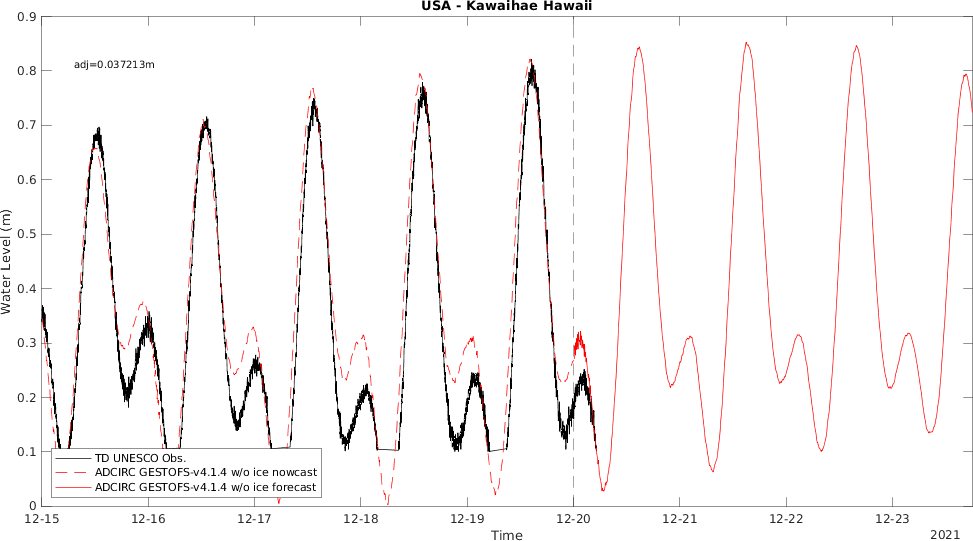 USA - Kawaihae Hawaii
0.9
0.8
0.7
0.6
0.5
0.4
0.3
0.2
0.1
0
Water Level (m)
adj=0.037213m
TD UNESCO Obs.
ADCIRC GESTOFS-v4.1.4 w/o ice nowcast
ADCIRC GESTOFS-v4.1.4 w/o ice forecast
12-15 12-16 12-17 12-18 12-19 12-20 12-21 12-22 12-23
Time
2021